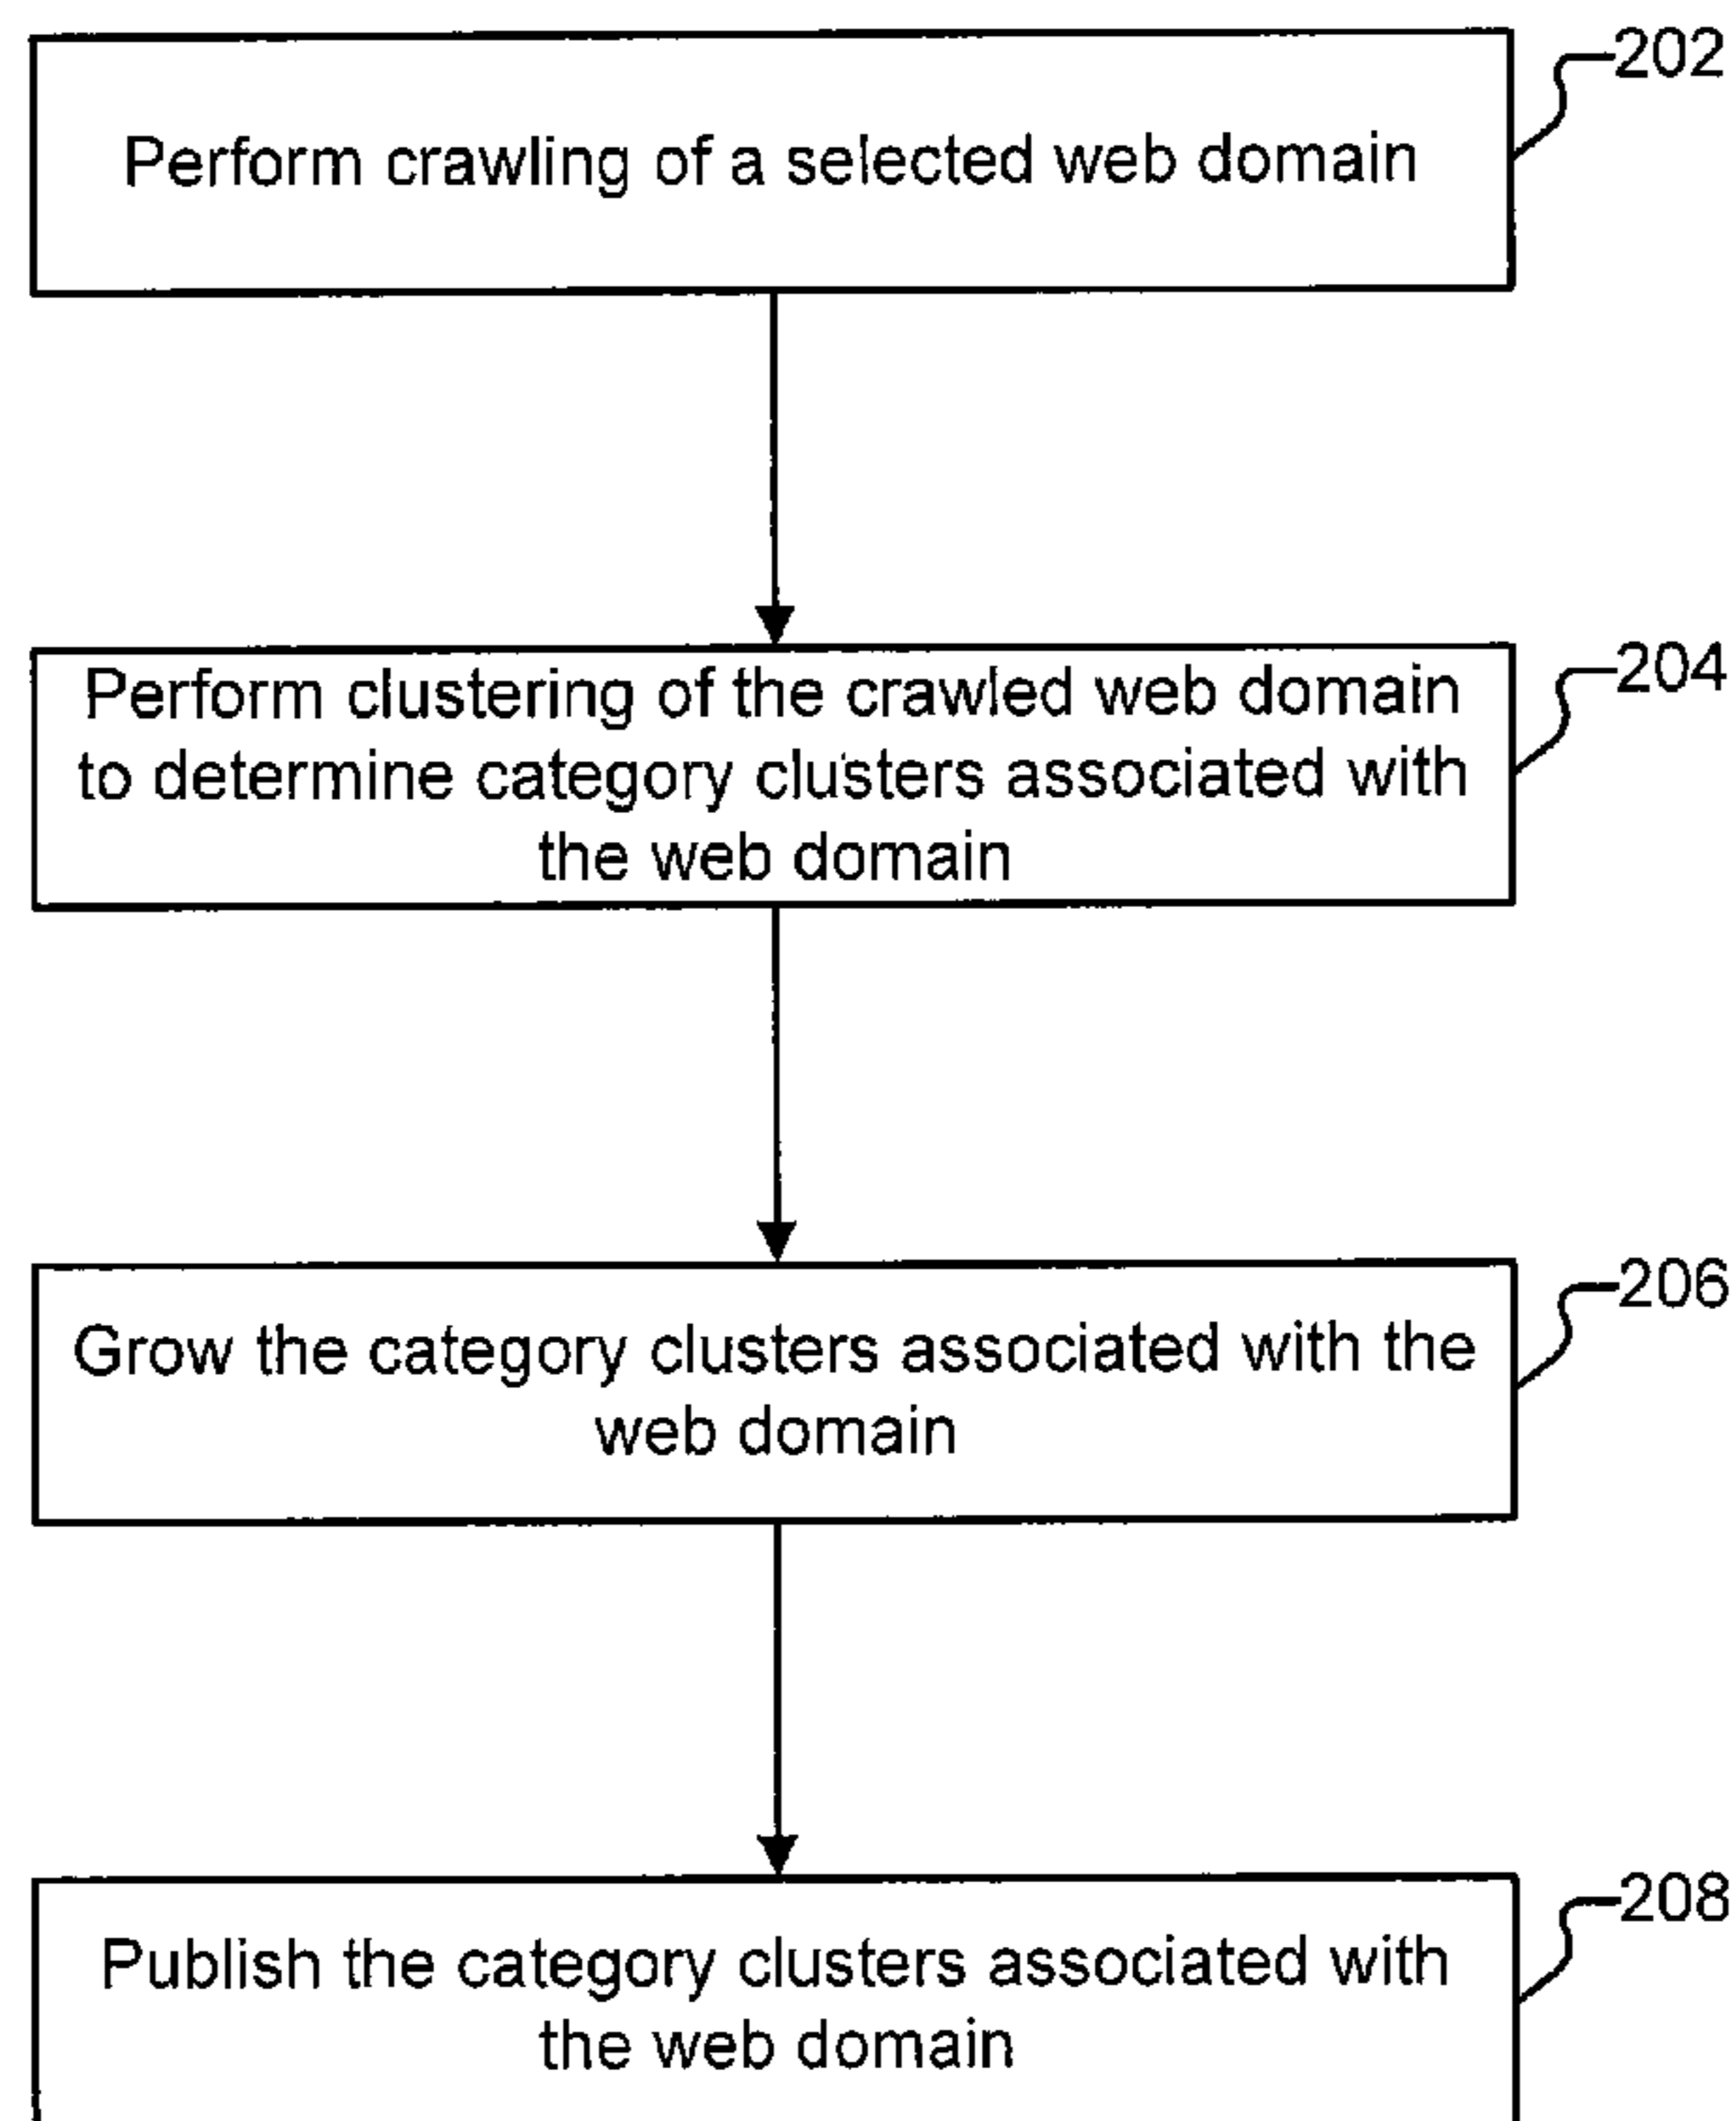 202
Perform crawling of a selected web domain
204
Perform clustering of the crawled web domain
to determine category clusters associated with
the web domain
206
Grow the category clusters associated with the
web domain
208
Publish the category clusters associated with
the web domain